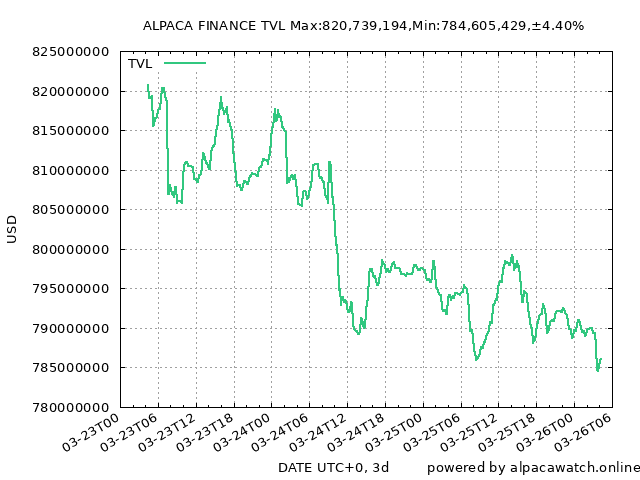 ALPACA FINANCE TVL Max:820,739,194,Min:784,605,429,±4.40%
825000000
TVL
820000000
815000000
810000000
805000000
USD
800000000
795000000
790000000
785000000
780000000
03-23T00
03-23T06
03-23T12
03-23T18
03-24T00
03-24T06
03-24T12
03-24T18
03-25T00
03-25T06
03-25T12
03-25T18
03-26T00
03-26T06
DATE UTC+0, 3d
powered by alpacawatch.online